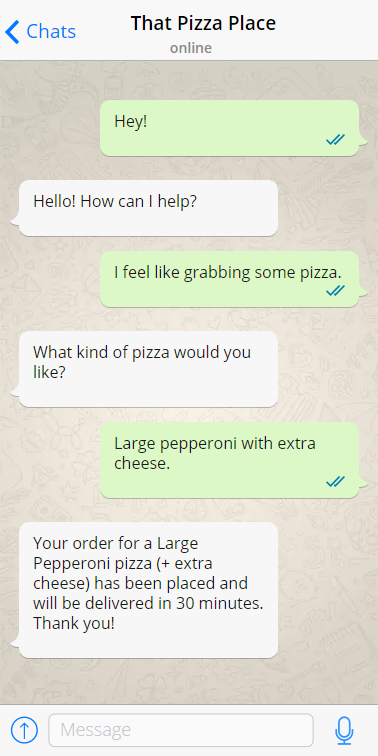 Chats
That Pizza Place
online
Hey!
Hello! How can I help?
I feel like grabbing some pizza.
What kind of pizza would you
like?
Large pepperoni with extra
cheese.
Your order for a Large
Pepperoni pizza (+ extra
cheese) has been placed and
will be delivered in 30 minutes.
Thank you!
Message